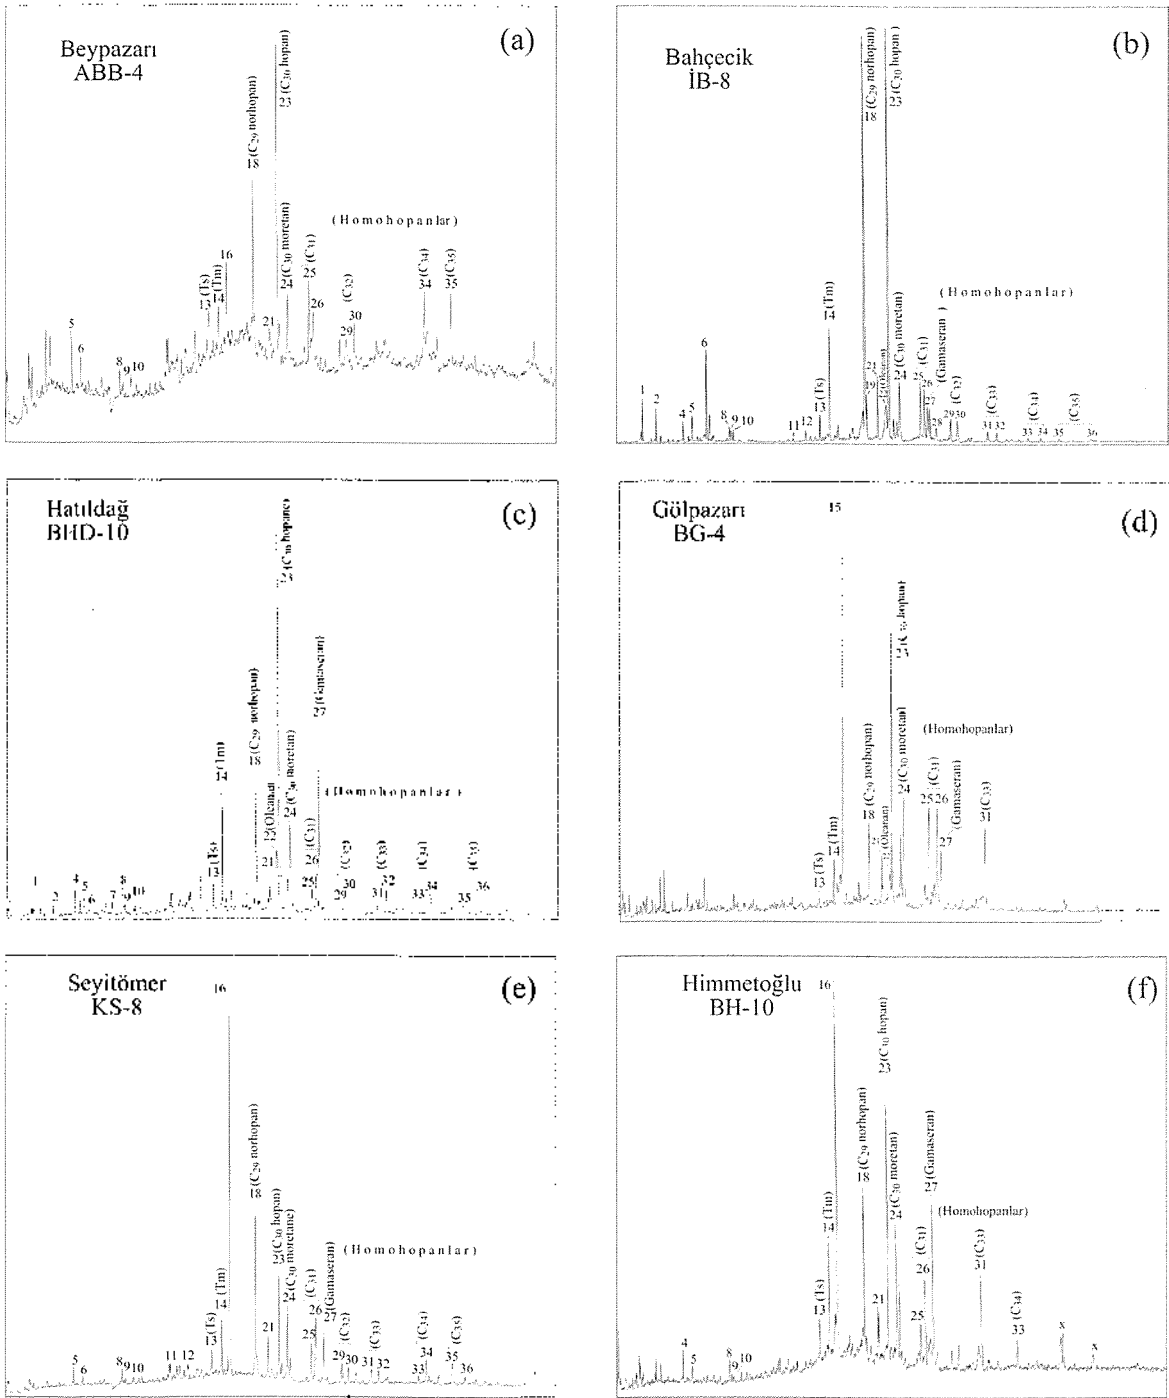 Beypazarı
ABB-4
(a)
23 (C30 hopan)
18 (C29 norhopan)
(Homohopanlar)
24 (C30 moretan)
16
13 (Ts)
14 (Tm)
21
25 (C31)
26
29 (C32)
30
34 (C34)
35 (C35)
5
6
8
9
10
Bahçecik
İB-8
(b)
18 (C29 norhopan)
23 (C30 hopan)
14 (Tm)
13 (Ts)
(Homohopanlar)
(Gamaseran)
24 (C30 moretan)
(Oleanan)
1
2
4
5
6
8
9
10
11
12
19
21
25
26
(C31)
27
28
29
30
(C32)
31
32
(C33)
33
34
(C34)
35
36
(C35)
Hatıldağ
BHD-10
(c)
23 (C30 hopane)
27 (Gamaseran)
18 (C29 norhopan)
14 (Tm)
13 (Ts)
(Oleanan)
24 (C30 moretan)
(Homohopanlar)
1
2
4
5
6
7
8
9
10
21
25
26
(C31)
29
30
(C32)
31
32
(C33)
33
34
(C34)
35
36
(C35)
Gölpazarı
BG-4
(d)
15
23 (C30 hopan)
18 (C29 norhopan)
24 (C30 moretan)
(Homohopanlar)
13 (Ts)
14 (Tm)
21
(Oleanan)
25
26
(C31)
27 (Gamaseran)
31 (C33)
Seyitömer
KS-8
(e)
16
18 (C29 norhopan)
23 (C30 hopan)
24 (C30 moretane)
27 (Gamaseran)
(Homohopanlar)
13 (Ts)
14 (Tm)
21
25
26
(C31)
29
30
(C32)
31
32
(C33)
33
34
(C34)
35
36
(C35)
5
6
8
9
10
11
12
Himmetoğlu
BH-10
(f)
16
23 (C30 hopan)
18 (C29 norhopan)
24 (C30 moretan)
27 (Gamaseran)
(Homohopanlar)
13 (Ts)
14 (Tm)
21
25
26
(C31)
31 (C33)
33 (C34)
4
5
8
9
10
x
x